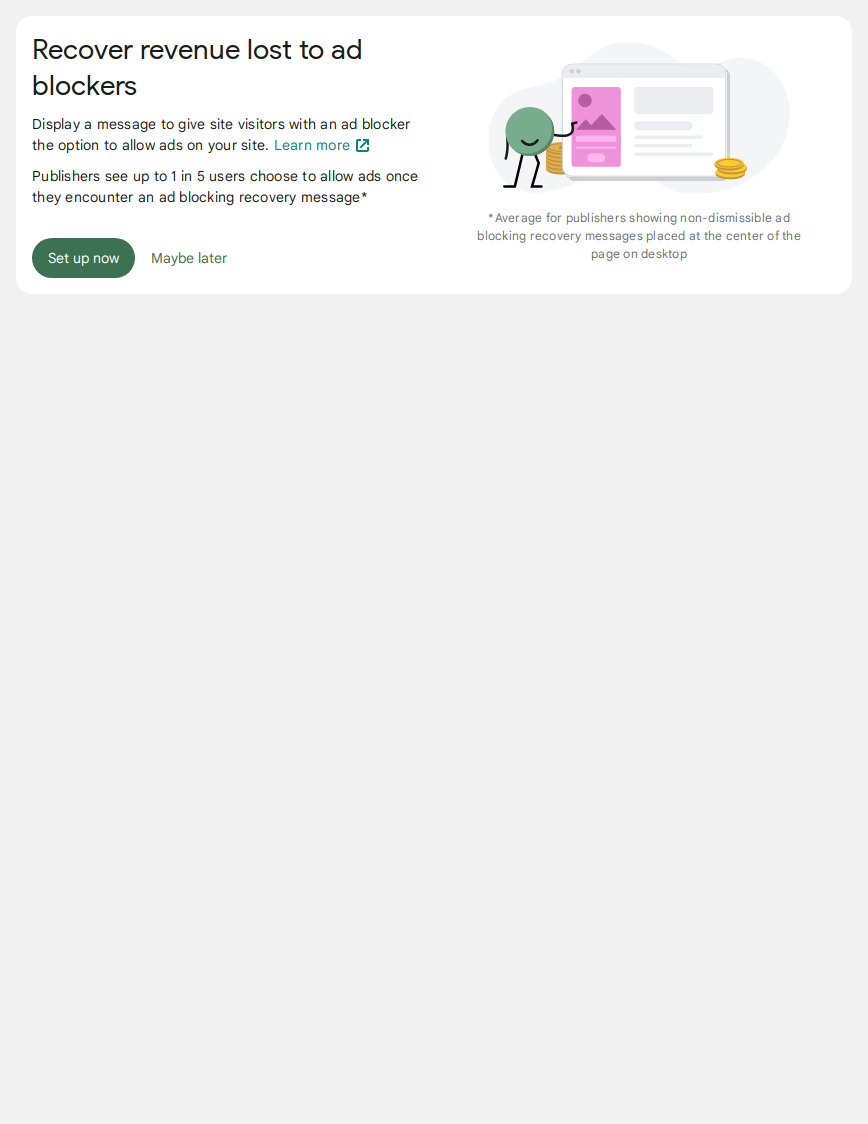 Recover revenue lost to ad
blockers
Display a message to give site visitors with an ad blocker
the option to allow ads on your site. Learn more
Publishers see up to 1 in 5 users choose to allow ads once
they encounter an ad blocking recovery message*
Set up now
Maybe later
*Average for publishers showing non-dismissible ad
blocking recovery messages placed at the center of the
page on desktop